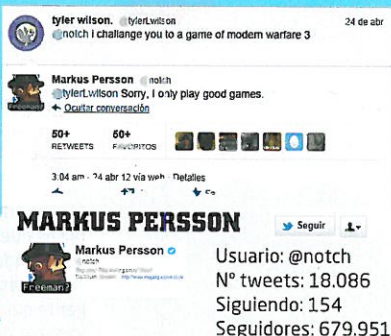 tyler wilson. @tylerLwilson 24 de abr
@notch i challange you to a game of modern warfare 3
Markus Persson @notch
@tylerLwilson Sorry, I only play good games.
Ocultar conversación
50+ 50+
RETWEETS FAVORITOS
3:04 am - 24 abr 12 vía web · Detalles
MARKUS PERSSON
Seguir
Markus Persson
@notch
Freeman?
Usuario: @notch
Nº tweets: 18.086
Siguiendo: 154
Seguidores: 679.951